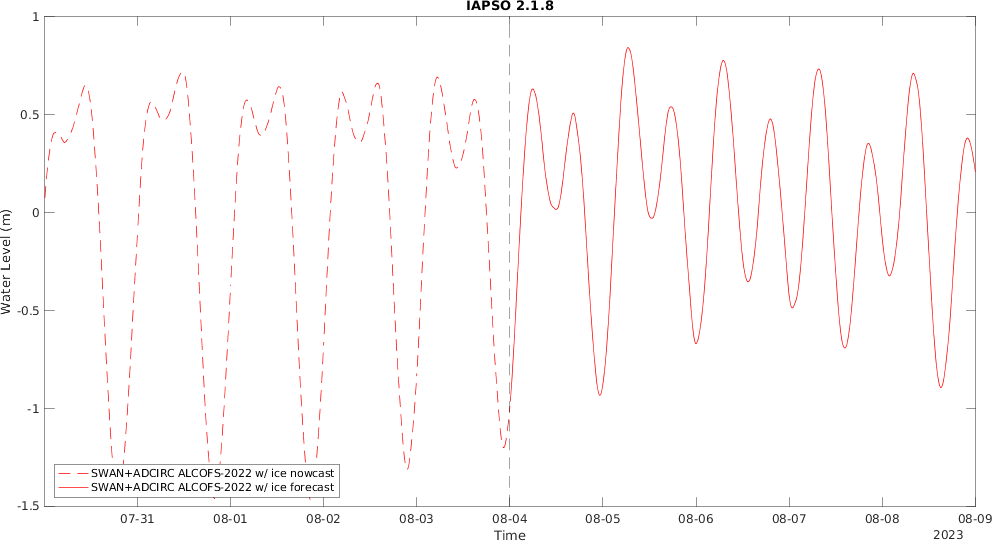 IAPSO 2.1.8
1
0.5
0
-0.5
-1
-1.5
Water Level (m)
SWAN+ADCIRC ALCOFS-2022 w/ ice nowcast
SWAN+ADCIRC ALCOFS-2022 w/ ice forecast
07-31 08-01 08-02 08-03 08-04 08-05 08-06 08-07 08-08 08-09
Time
2023